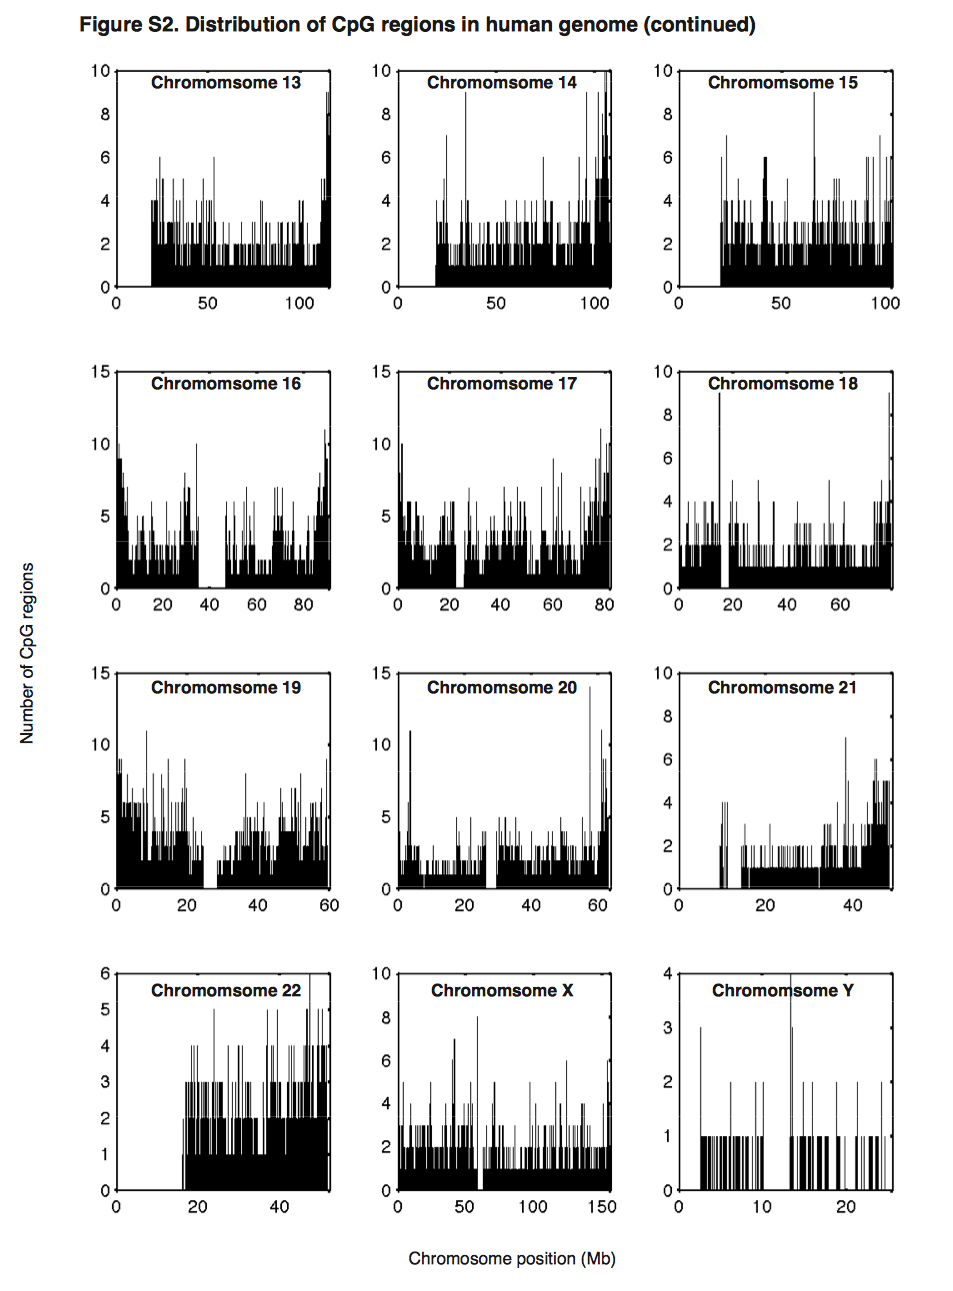 Figure S2. Distribution of CpG regions in human genome (continued)
Chromomsome 13
10
8
6
4
2
0
0 50 100
Chromomsome 14
10
8
6
4
2
0
0 50 100
Chromomsome 15
10
8
6
4
2
0
0 50 100
Chromomsome 16
15
10
5
0
0 20 40 60 80
Chromomsome 17
15
10
5
0
0 20 40 60 80
Chromomsome 18
10
8
6
4
2
0
0 20 40 60
Chromomsome 19
15
10
5
0
0 20 40 60
Chromomsome 20
15
10
5
0
0 20 40 60
Chromomsome 21
10
8
6
4
2
0
0 20 40
Chromomsome 22
6
5
4
3
2
1
0
0 20 40
Chromomsome X
10
8
6
4
2
0
0 50 100 150
Chromomsome Y
4
3
2
1
0
0 10 20
Number of CpG regions
Chromosome position (Mb)